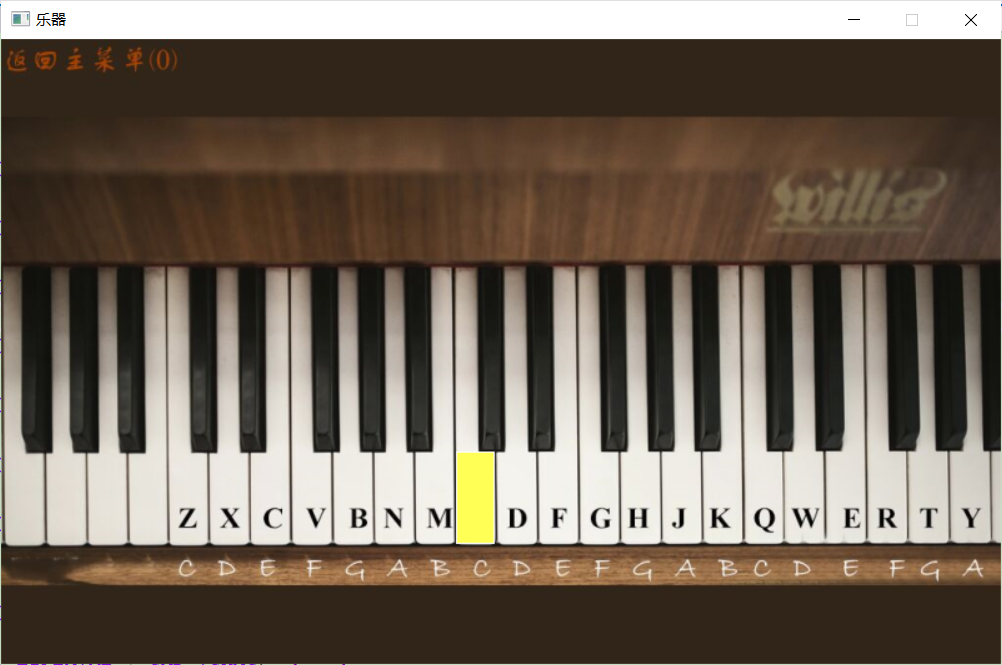 乐器
返回主菜单(0)
willis
Z X C V B N M D F G H J K Q W E R T Y
C D E F G A B C D E F G A B C D E F G A